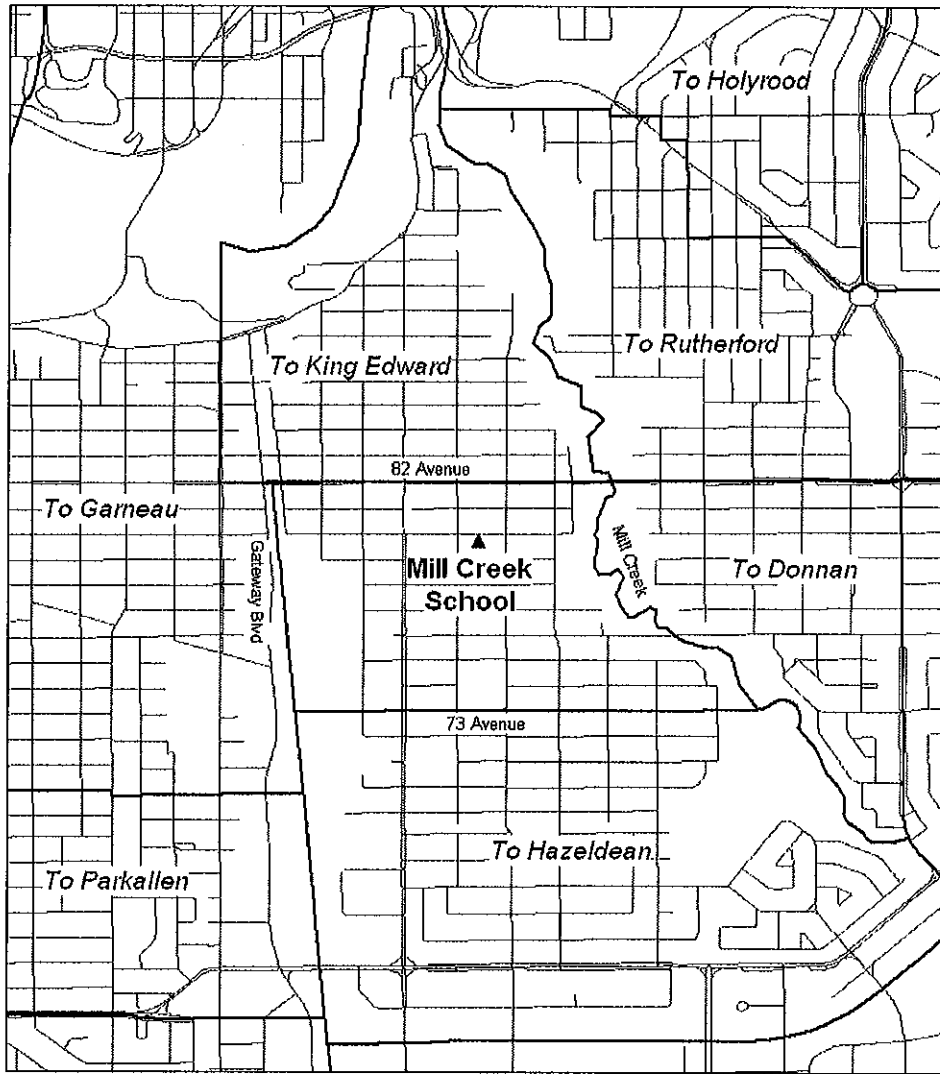 To Holyrood
To Rutherford
To King Edward
82 Avenue
To Garneau
Gateway Blvd
Mill Creek
School
Mill Creek
To Donnan
73 Avenue
To Hazeldean
To Parkallen